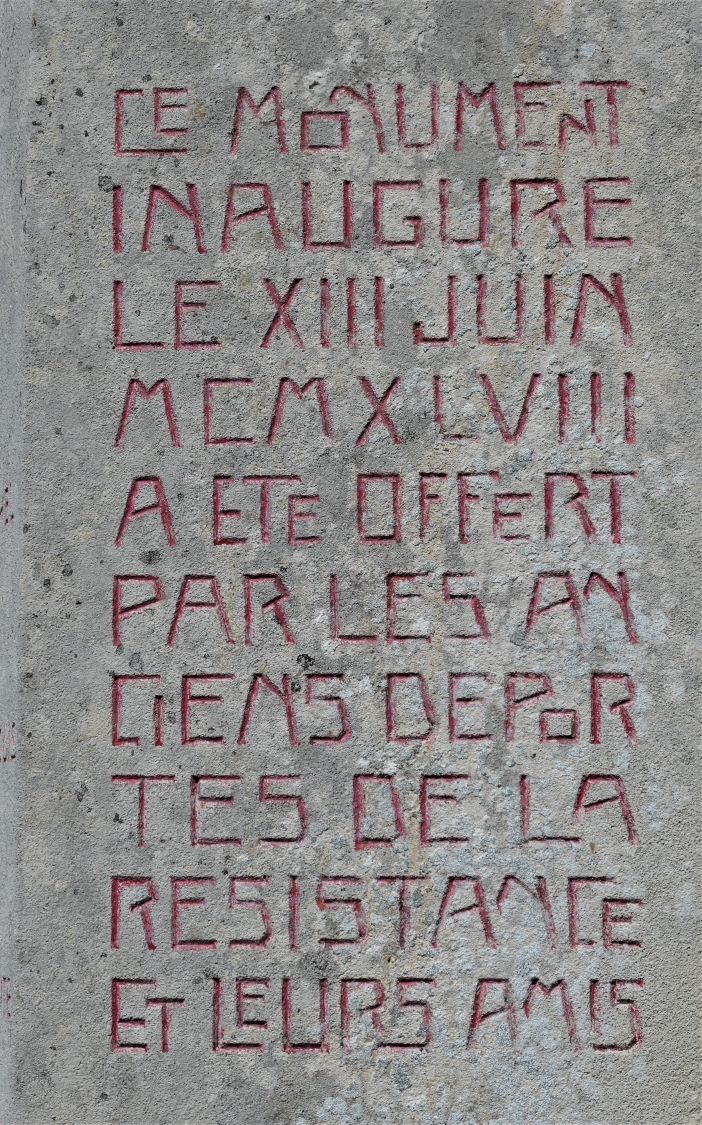 CE MONUMENT
INAUGURE
LE XIII JUIN
MCMXLVIII
A ETE OFFERT
PAR LES AN
CIENS DEPOR
TES DE LA
RESISTANCE
ET LEURS AMIS